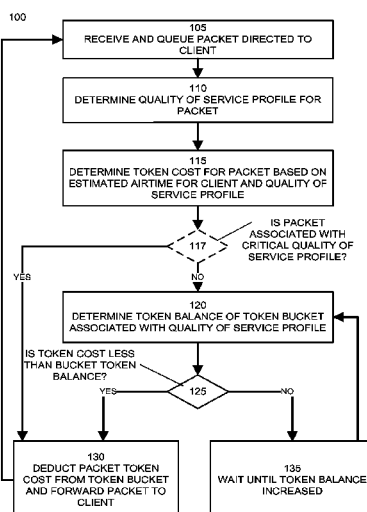 100
105
RECEIVE AND QUEUE PACKET DIRECTED TO
CLIENT
110
DETERMINE QUALITY OF SERVICE PROFILE FOR
PACKET
115
DETERMINE TOKEN COST FOR PACKET BASED ON
ESTIMATED AIRTIME FOR CLIENT AND QUALITY OF
SERVICE PROFILE
IS PACKET
ASSOCIATED WITH
CRITICAL QUALITY OF
SERVICE PROFILE?
117
YES
NO
120
DETERMINE TOKEN BALANCE OF TOKEN BUCKET
ASSOCIATED WITH QUALITY OF SERVICE PROFILE
IS TOKEN COST LESS
THAN BUCKET TOKEN
BALANCE?
125
YES
NO
130
DEDUCT PACKET TOKEN
COST FROM TOKEN BUCKET
AND FORWARD PACKET TO
CLIENT
135
WAIT UNTIL TOKEN BALANCE
INCREASED